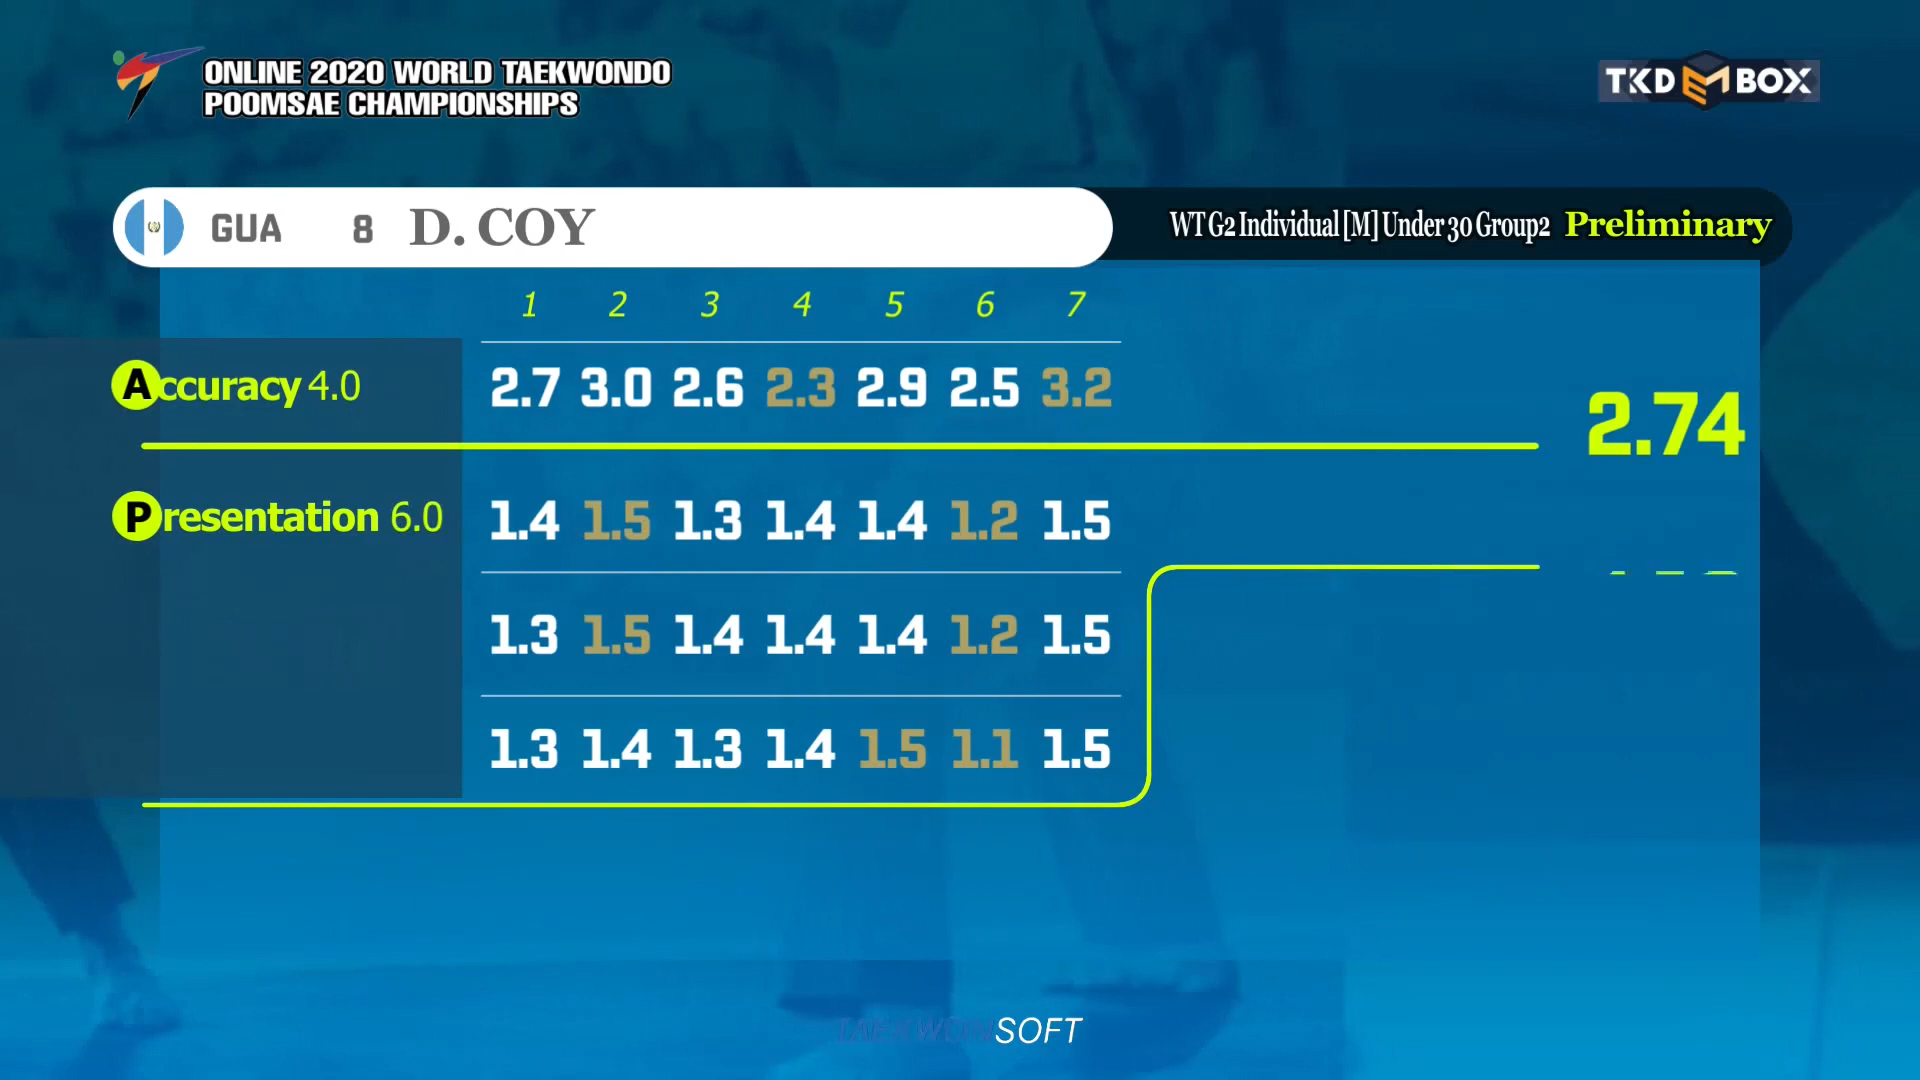 ONLINE 2020 WORLD TAEKWONDO
POOMSAE CHAMPIONSHIPS
TKD BOX
GUA 8 D. COY
WT G2 Individual [M] Under 30 Group2 Preliminary
1 2 3 4 5 6 7
Accuracy 4.0 2.7 3.0 2.6 2.3 2.9 2.5 3.2
2.74
Presentation 6.0 1.4 1.5 1.3 1.4 1.4 1.2 1.5
1.3 1.5 1.4 1.4 1.4 1.2 1.5
1.3 1.4 1.3 1.4 1.5 1.1 1.5
TAEKWONSOFT